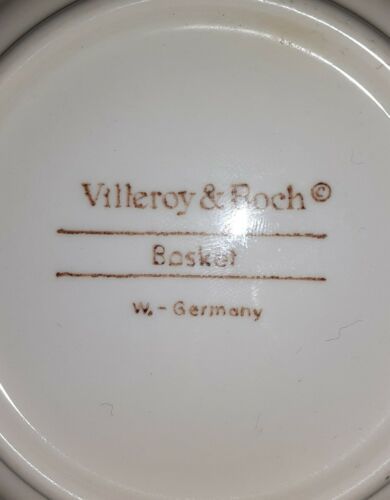 Villeroy & Boch ©
Basket
W. - Germany